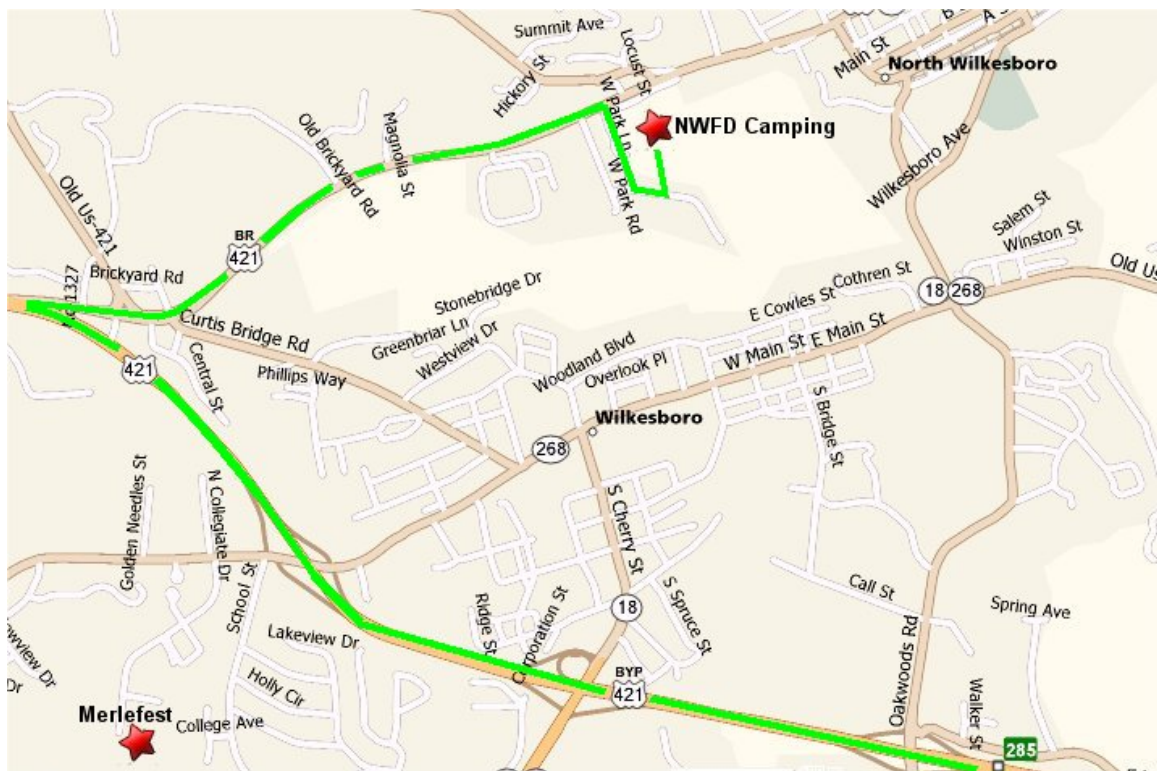 Summit Ave
Locust St
Main St
B S
A S
North Wilkesboro
Hickory St
W Park Ln
NWFD Camping
Magnolia St
Old Brickyard Rd
W Park Rd
Wilkesboro Ave
Old Us-421
BR
421
Salem St
Winston St
Brickyard Rd
1327
Stonebridge Dr
Cothren St
18
268
Old Us
E Cowles St
Curtis Bridge Rd
Greenbriar Ln
Westview Dr
Woodland Blvd
Overlook Pl
W Main St
E Main St
421
Central St
Phillips Way
S Bridge St
Wilkesboro
268
Golden Needles St
N Collegiate Dr
S Cherry St
School St
Call St
Ridge St
Corporation St
18
S Spruce St
Spring Ave
Lakeview Dr
Oakwoods Rd
Dr
Holly Cir
BYP
421
Walker St
Merlefest
College Ave
285